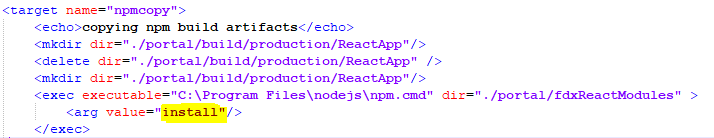 <target name="npmcopy">
<echo>copying npm build artifacts</echo>
<mkdir dir="./portal/build/production/ReactApp"/>
<delete dir="./portal/build/production/ReactApp" />
<mkdir dir="./portal/build/production/ReactApp"/>
<exec executable="C:\Program Files\nodejs\npm.cmd" dir="./portal/fdxReactModules" >
<arg value="install"/>
</exec>